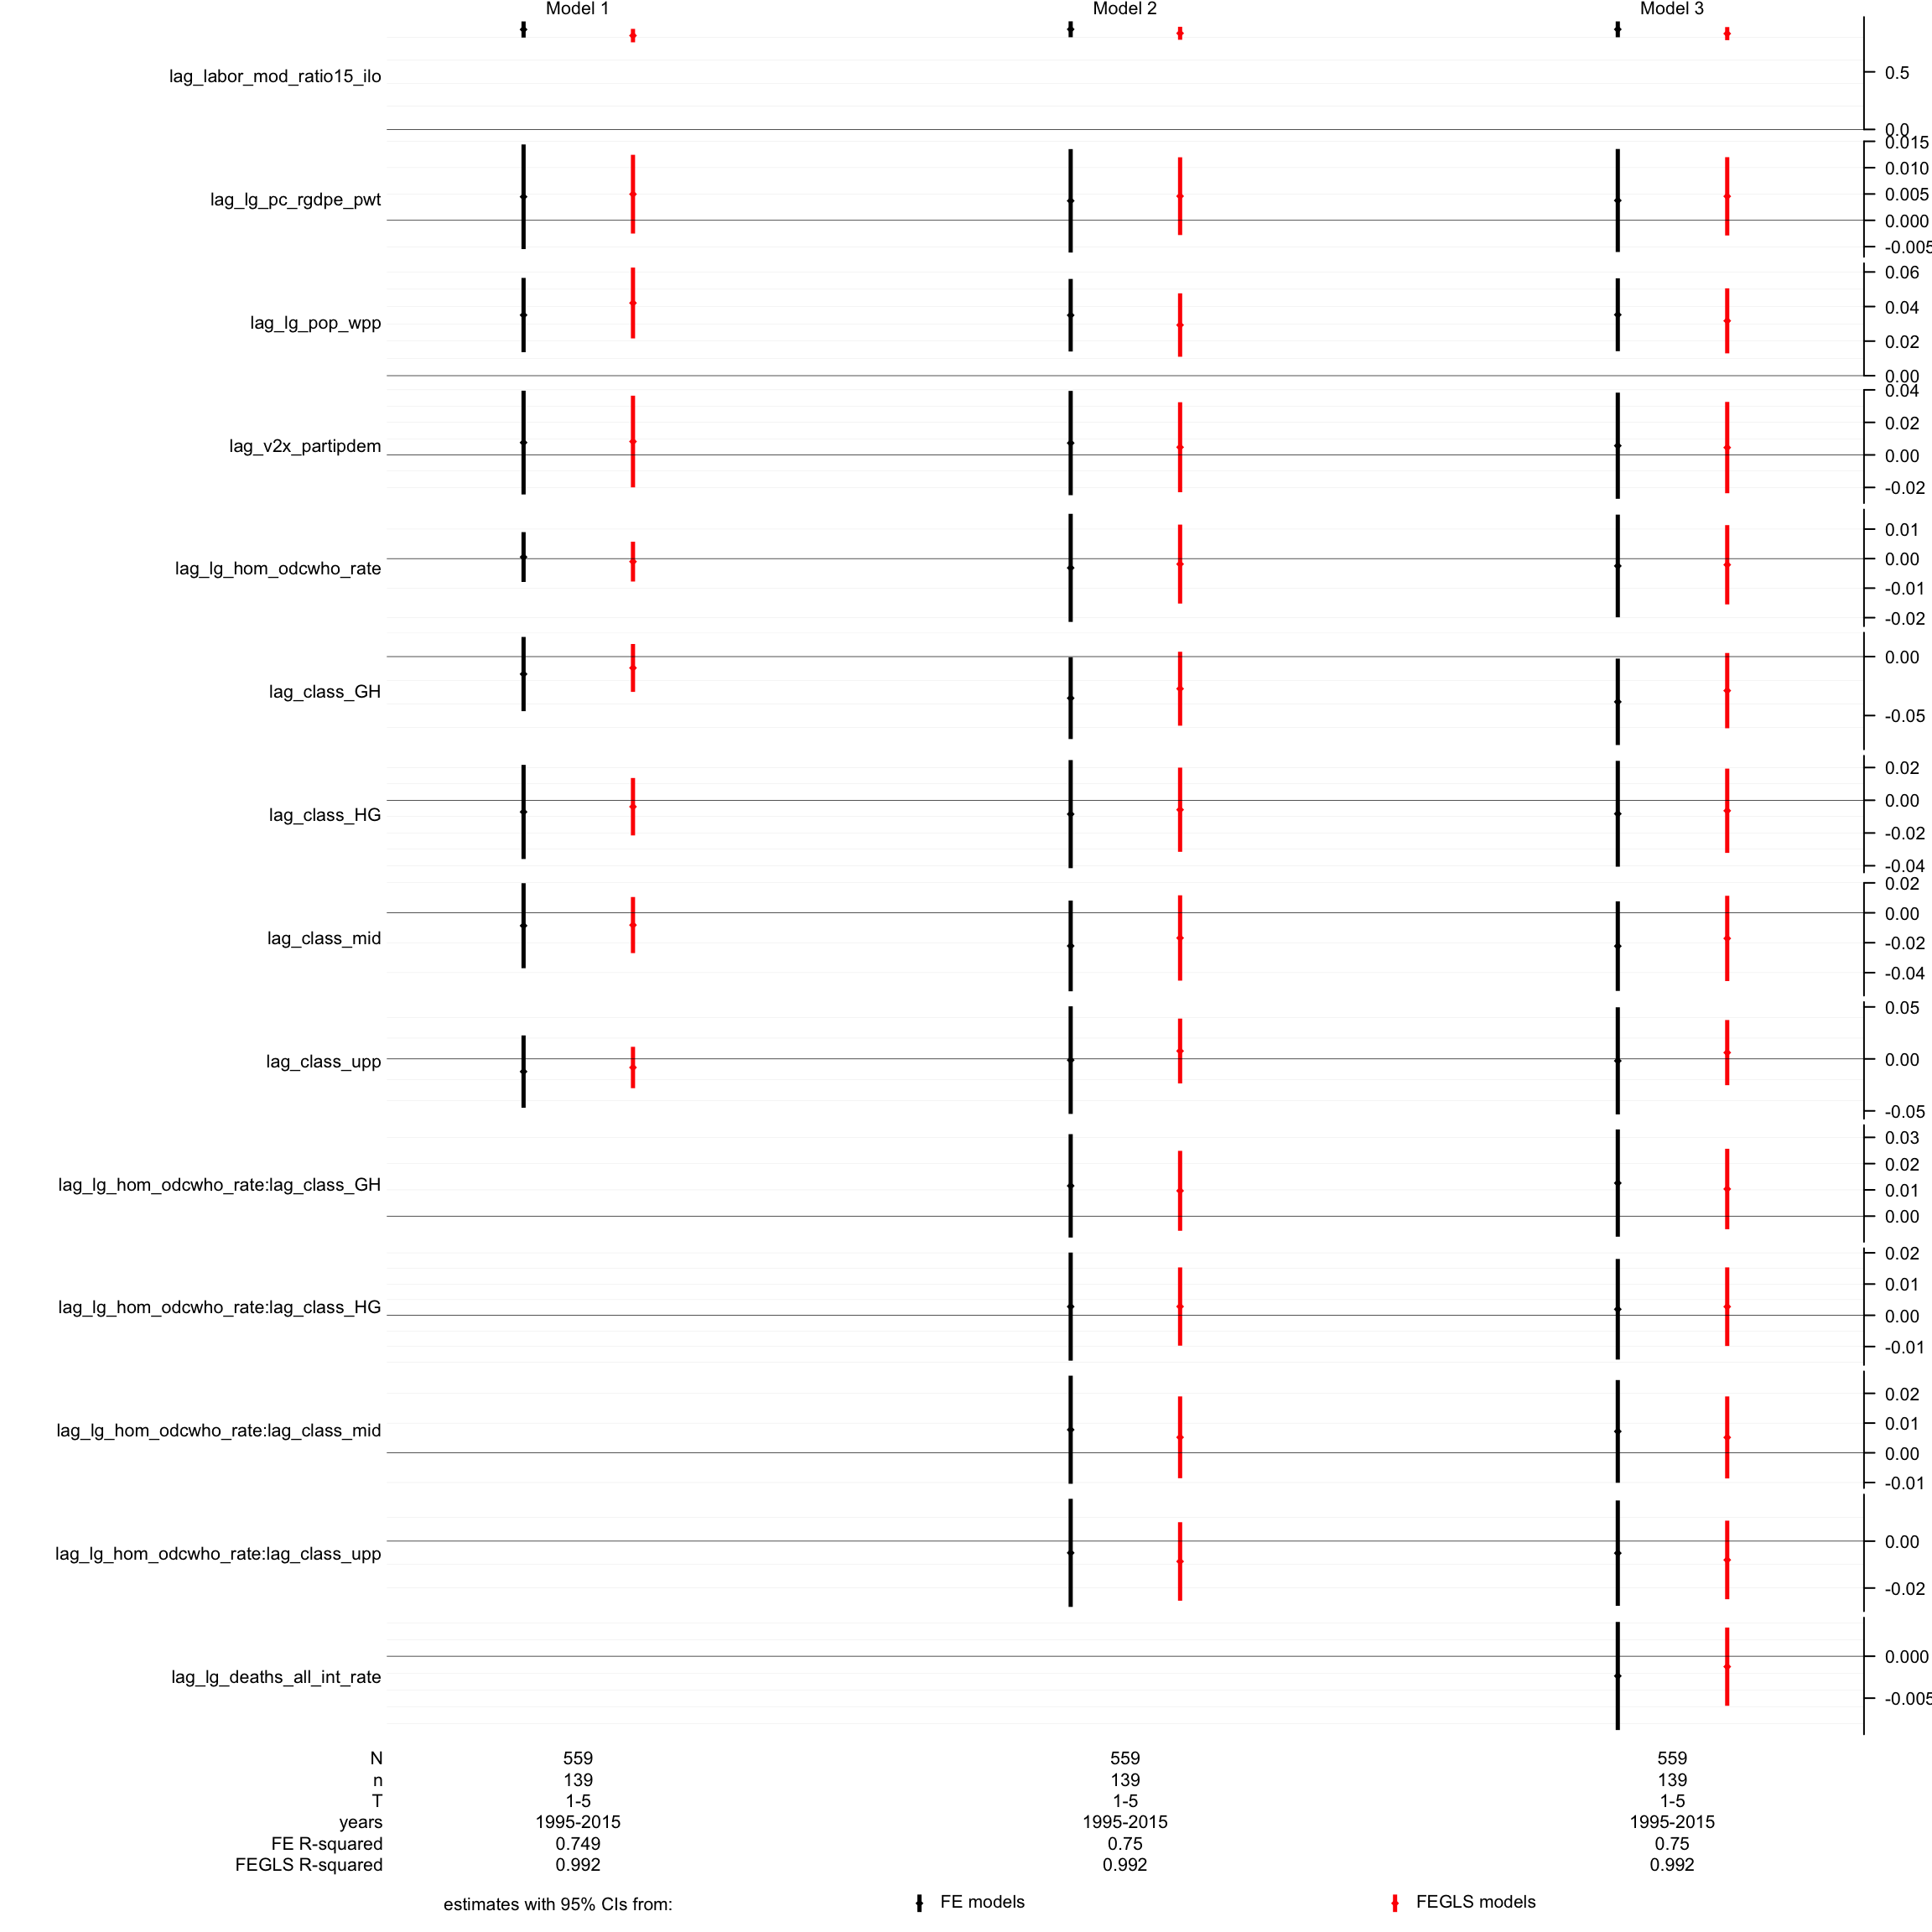 Model 1 Model 2 Model 3
lag_labor_mod_ratio15_ilo
0.5
0.0
lag_lg_pc_rgdpe_pwt
0.015
0.010
0.005
0.000
-0.005
lag_lg_pop_wpp
0.06
0.04
0.02
0.00
lag_v2x_partipdem
0.04
0.02
0.00
-0.02
lag_lg_hom_odcwho_rate
0.01
0.00
-0.01
-0.02
lag_class_GH
0.00
-0.05
lag_class_HG
0.02
0.00
-0.02
-0.04
lag_class_mid
0.02
0.00
-0.02
-0.04
lag_class_upp
0.05
0.00
-0.05
lag_lg_hom_odcwho_rate:lag_class_GH
0.03
0.02
0.01
0.00
lag_lg_hom_odcwho_rate:lag_class_HG
0.02
0.01
0.00
-0.01
lag_lg_hom_odcwho_rate:lag_class_mid
0.02
0.01
0.00
-0.01
lag_lg_hom_odcwho_rate:lag_class_upp
0.00
-0.02
lag_lg_deaths_all_int_rate
0.000
-0.005
N 559 559 559
n 139 139 139
T 1-5 1-5 1-5
years 1995-2015 1995-2015 1995-2015
FE R-squared 0.749 0.75 0.75
FEGLS R-squared 0.992 0.992 0.992
estimates with 95% CIs from: FE models FEGLS models